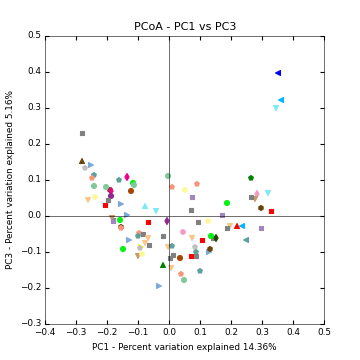 PCoA - PC1 vs PC3
0.5
0.4
0.3
0.2
0.1
0.0
−0.1
−0.2
−0.3
−0.5 −0.4 −0.3 −0.2 −0.1 0.0 0.1 0.2 0.3 0.4 0.5
PC3 - Percent variation explained 5.16%
PC1 - Percent variation explained 14.36%